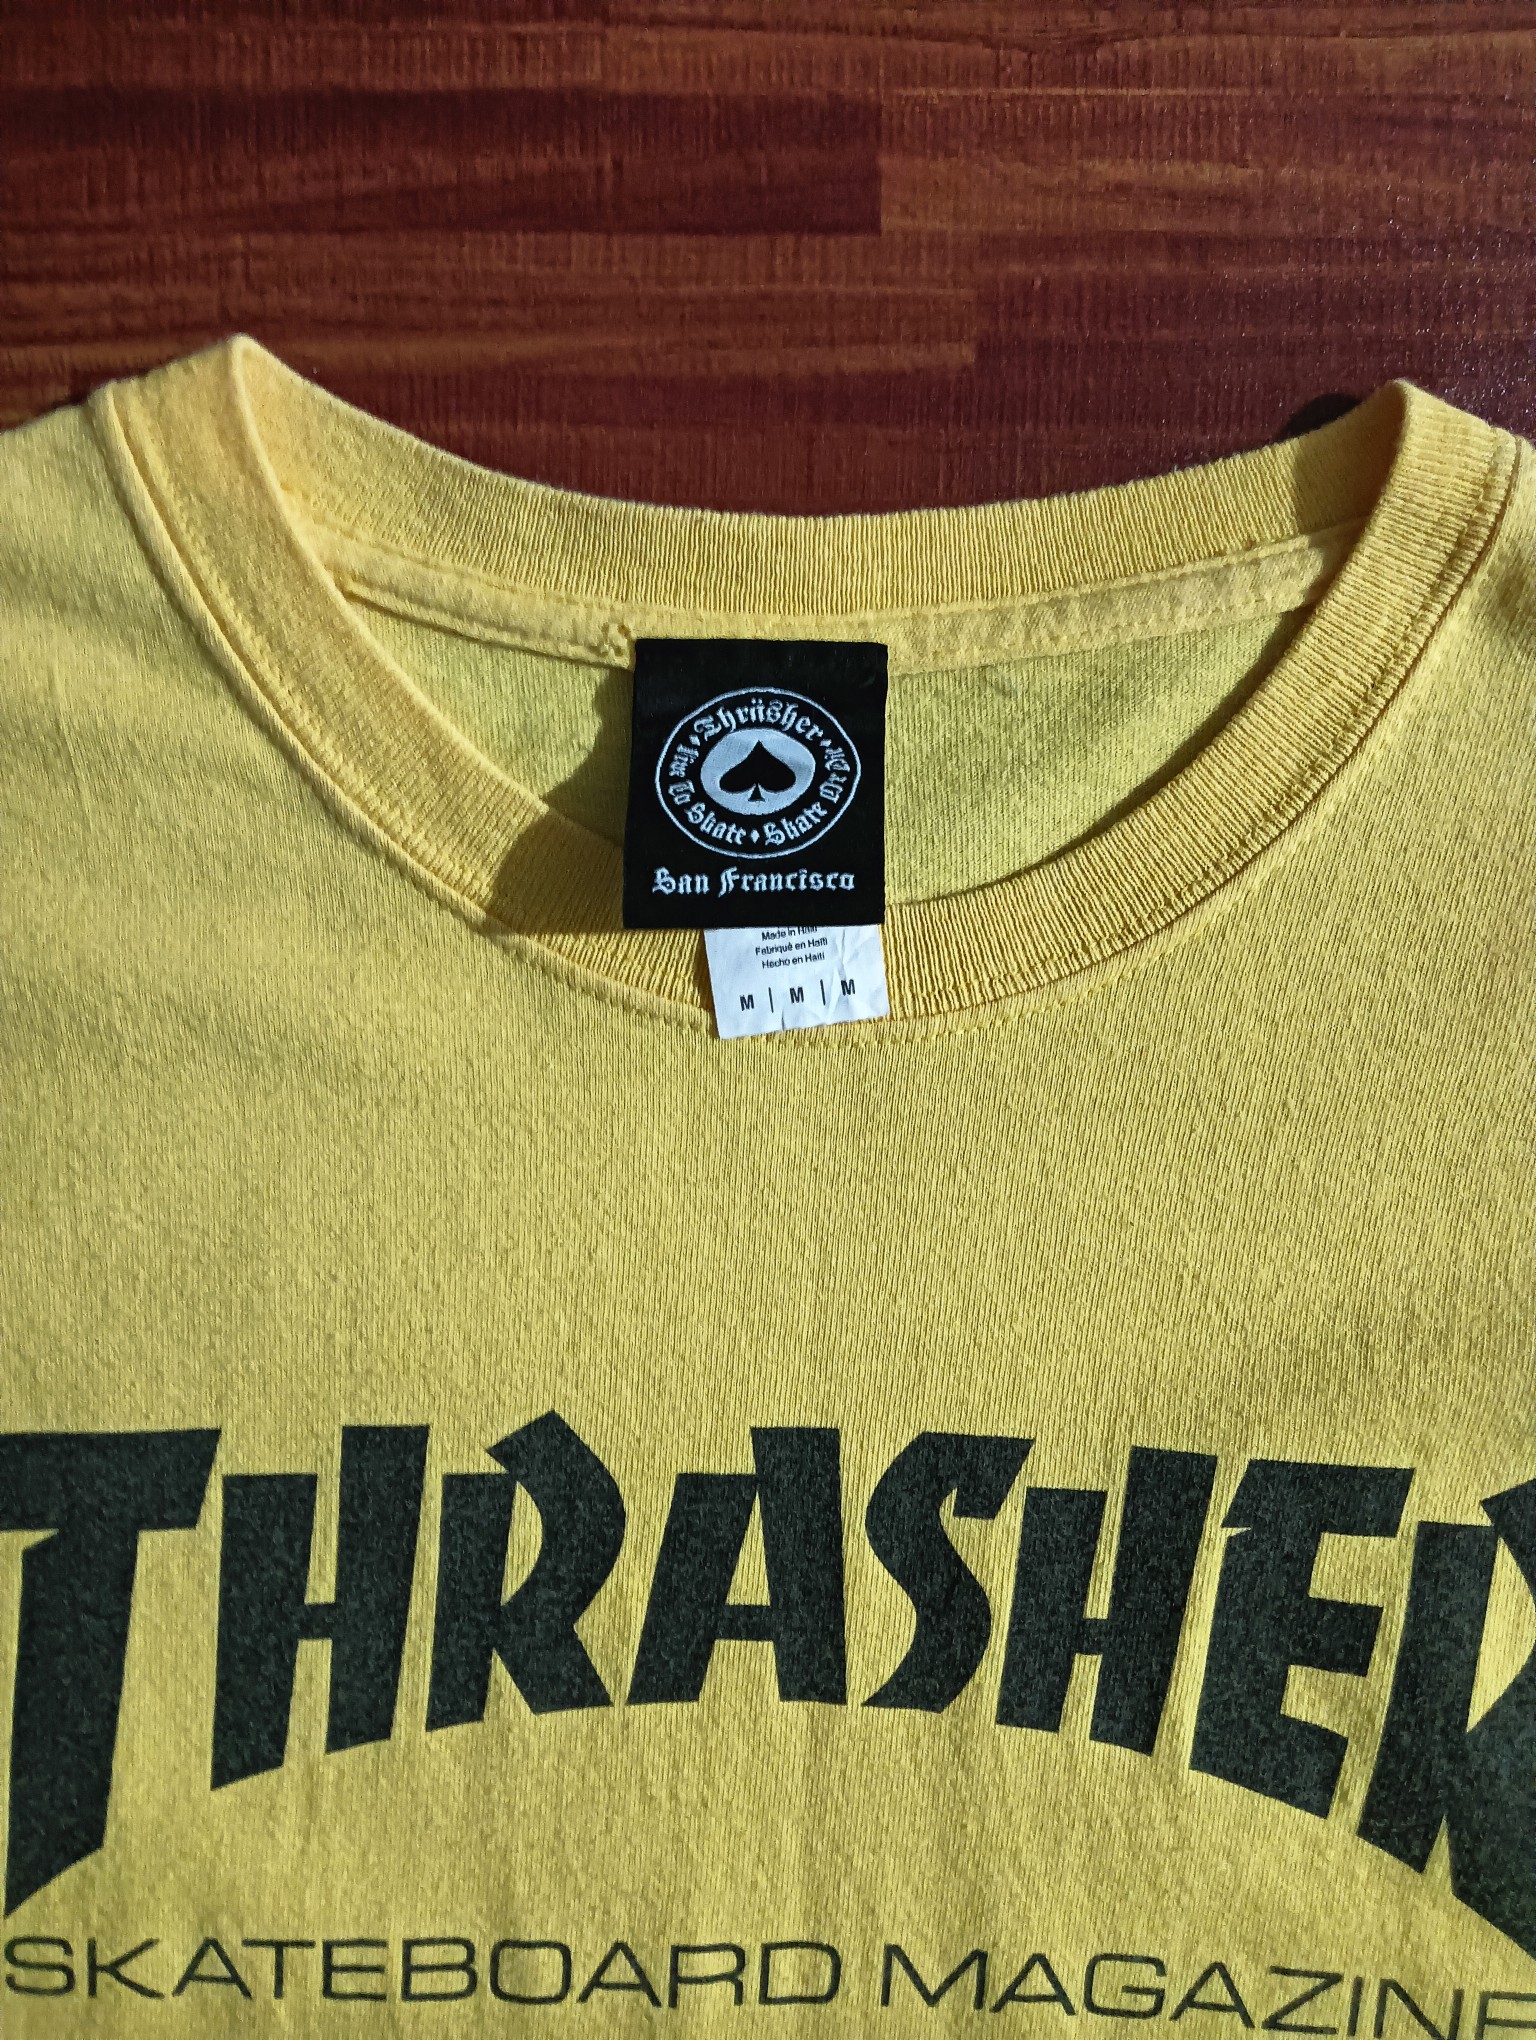 Thräsher
Live To Skate ♦ Skate Or Die
San Francisco
Made in Haiti
Fabriqué en Haïti
Hecho en Haití
M | M | M
THRASHER
SKATEBOARD MAGAZINE